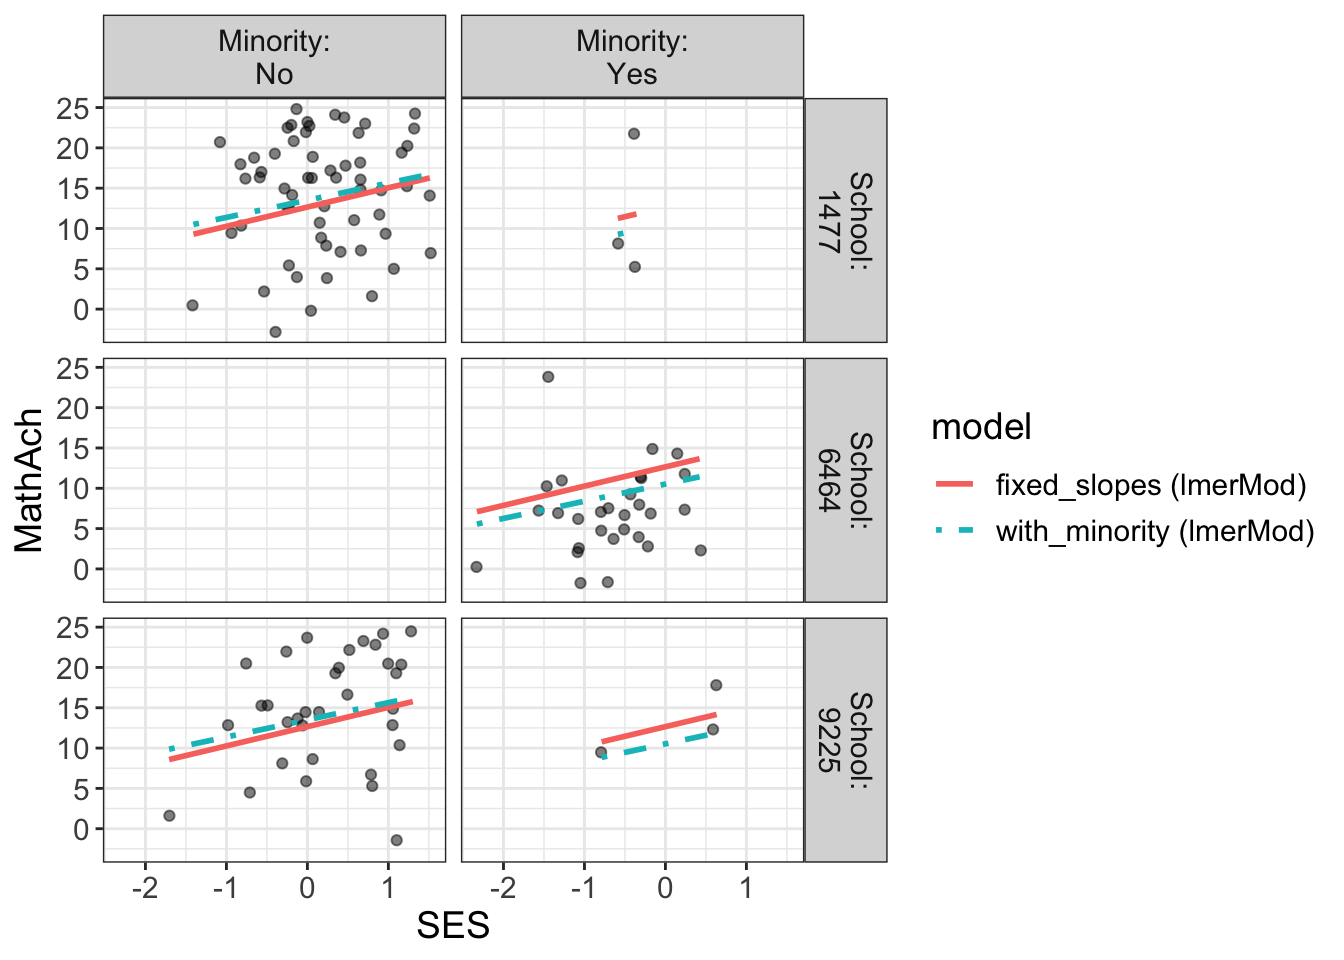 Minority:
No
Minority:
Yes
25
20
15
10
5
0
School:
1477
25
20
15
10
5
0
School:
6464
25
20
15
10
5
0
School:
9225
-2
-1
0
1
-2
-1
0
1
SES
MathAch
model
fixed_slopes (lmerMod)
with_minority (lmerMod)